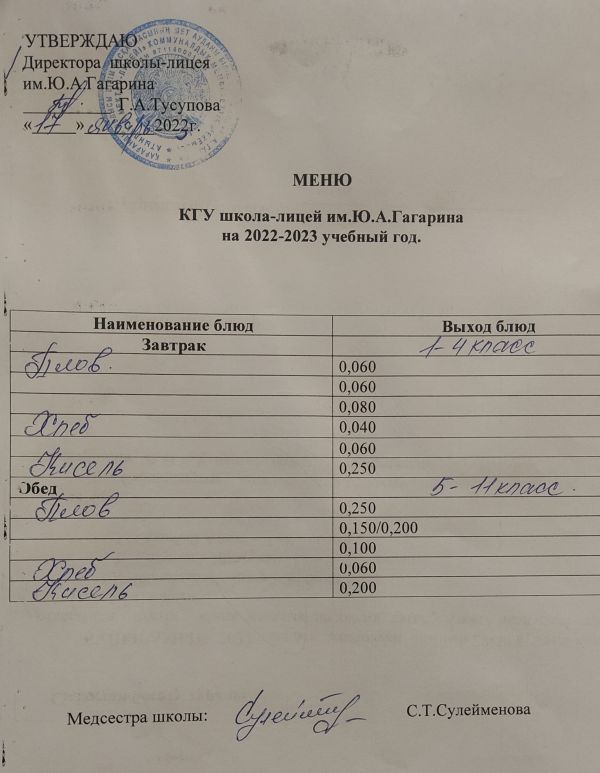 УТВЕРЖДАЮ
Директора школы-лицея
им.Ю.А.Гагарина
Г.А.Тусупова
«17» январь 2022г.
МЕНЮ
КГУ школа-лицей им.Ю.А.Гагарина
на 2022-2023 учебный год.
Наименование блюд Выход блюд
Завтрак 1-4 класс
Плов. 0,060
0,060
0,080
Хлеб 0,040
0,060
Кисель 0,250
Обед 5-11 класс.
Плов 0,250
0,150/0,200
0,100
Хлеб 0,060
Кисель 0,200
Медсестра школы: С.Т.Сулейменова